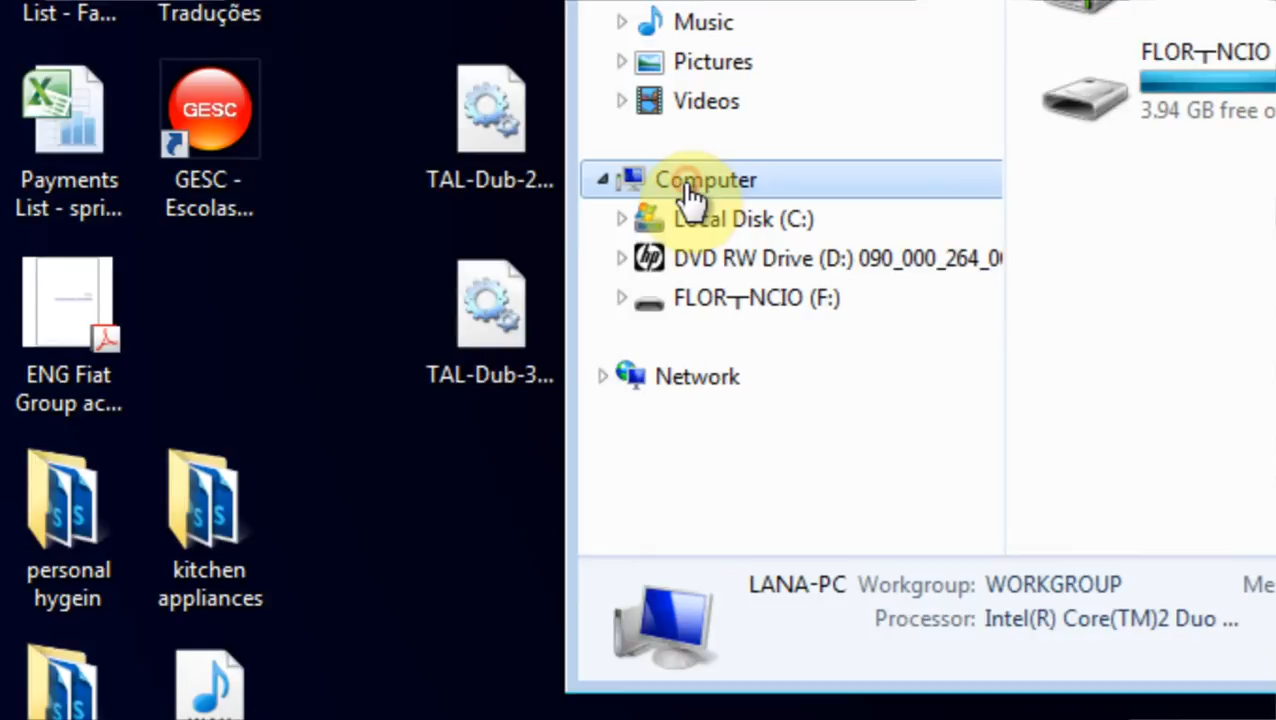 List - Fa...
Traduções
Payments
List - spri...
GESC
GESC -
Escolas...
TAL-Dub-2...
ENG Fiat
Group ac...
TAL-Dub-3...
personal
hygein
kitchen
appliances
Music
Pictures
Videos
Computer
Local Disk (C:)
DVD RW Drive (D:) 090_000_264_0
FLOR┬NCIO (F:)
Network
FLOR┬NCIO
3.94 GB free o
LANA-PC Workgroup: WORKGROUP Me
Processor: Intel(R) Core(TM)2 Duo ...